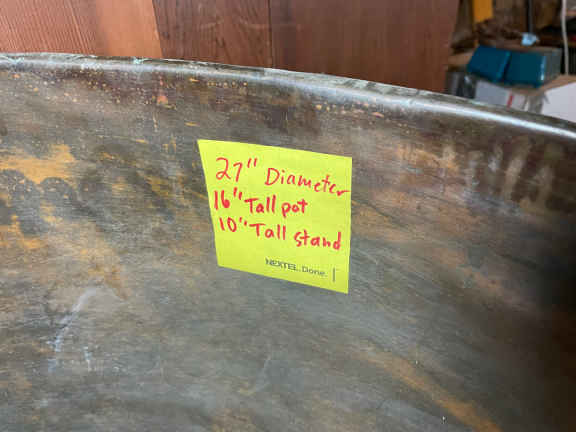 27" Diameter
16" Tall pot
10" Tall stand
NEXTEL. Done.